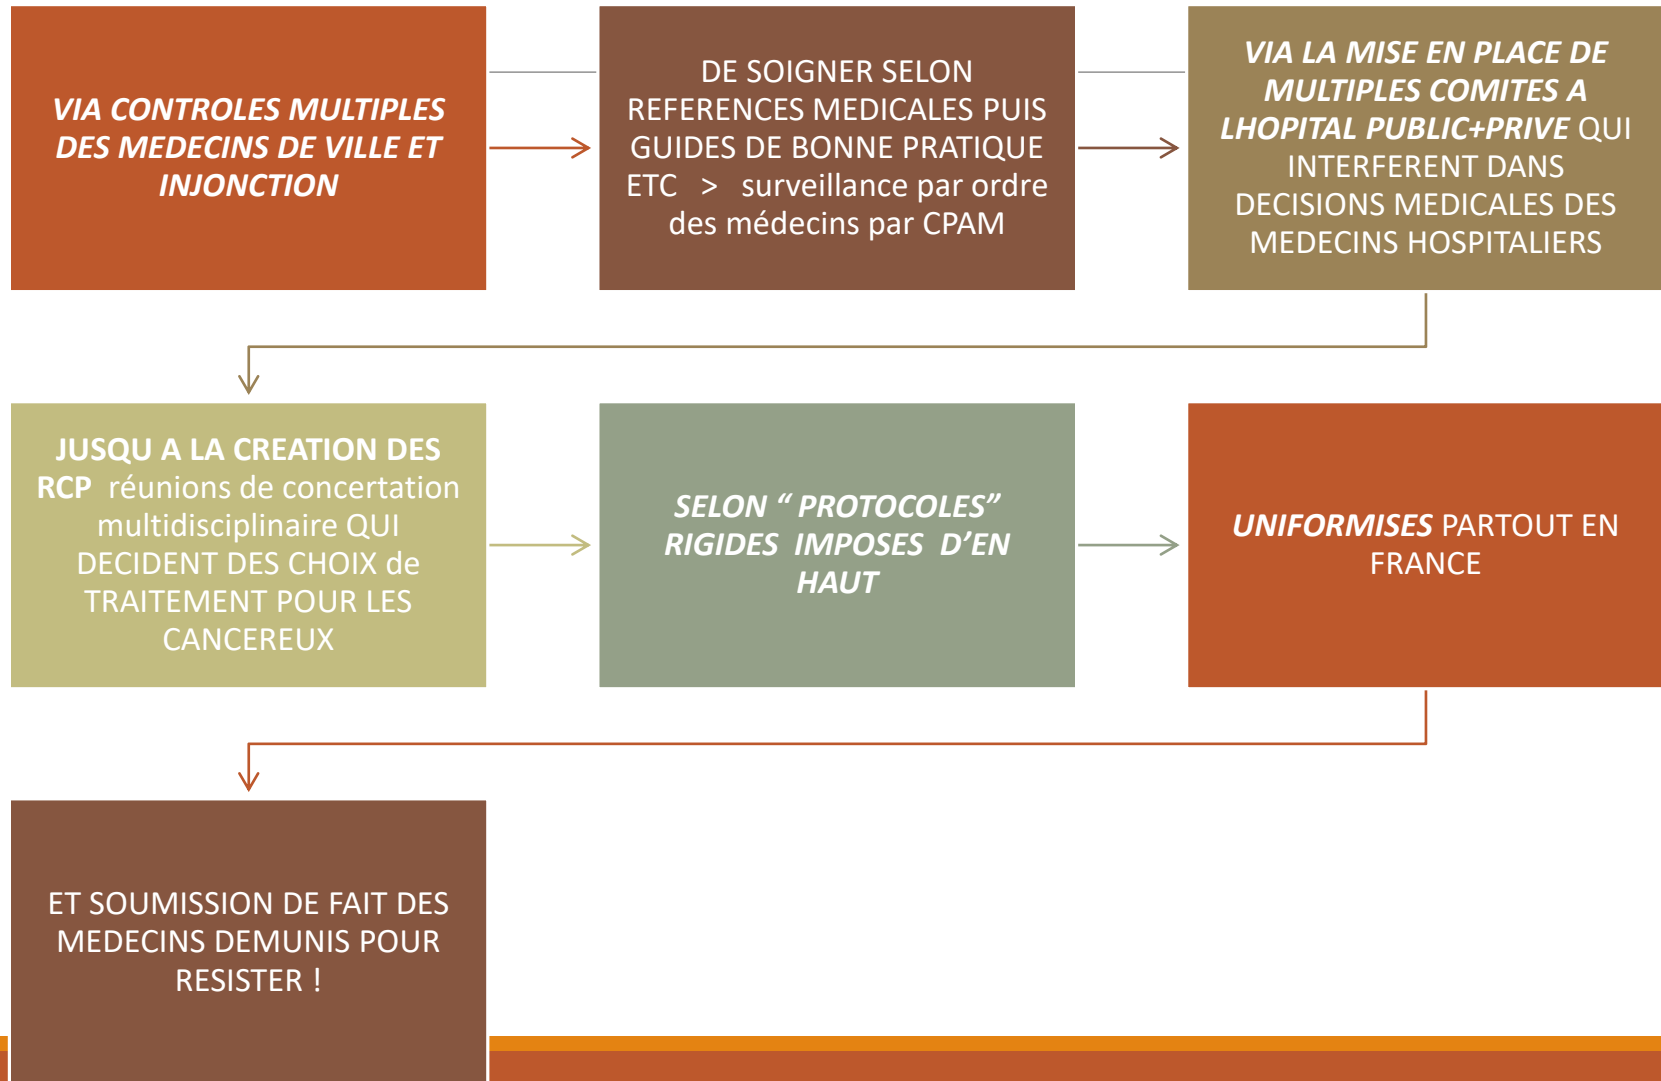 VIA CONTROLES MULTIPLES
DES MEDECINS DE VILLE ET
INJONCTION
DE SOIGNER SELON
REFERENCES MEDICALES PUIS
GUIDES DE BONNE PRATIQUE
ETC > surveillance par ordre
des médecins par CPAM
VIA LA MISE EN PLACE DE
MULTIPLES COMITES A
LHOPITAL PUBLIC+PRIVE QUI
INTERFERENT DANS
DECISIONS MEDICALES DES
MEDECINS HOSPITALIERS
JUSQU A LA CREATION DES
RCP réunions de concertation
multidisciplinaire QUI
DECIDENT DES CHOIX de
TRAITEMENT POUR LES
CANCEREUX
SELON “ PROTOCOLES”
RIGIDES IMPOSES D’EN
HAUT
UNIFORMISES PARTOUT EN
FRANCE
ET SOUMISSION DE FAIT DES
MEDECINS DEMUNIS POUR
RESISTER !